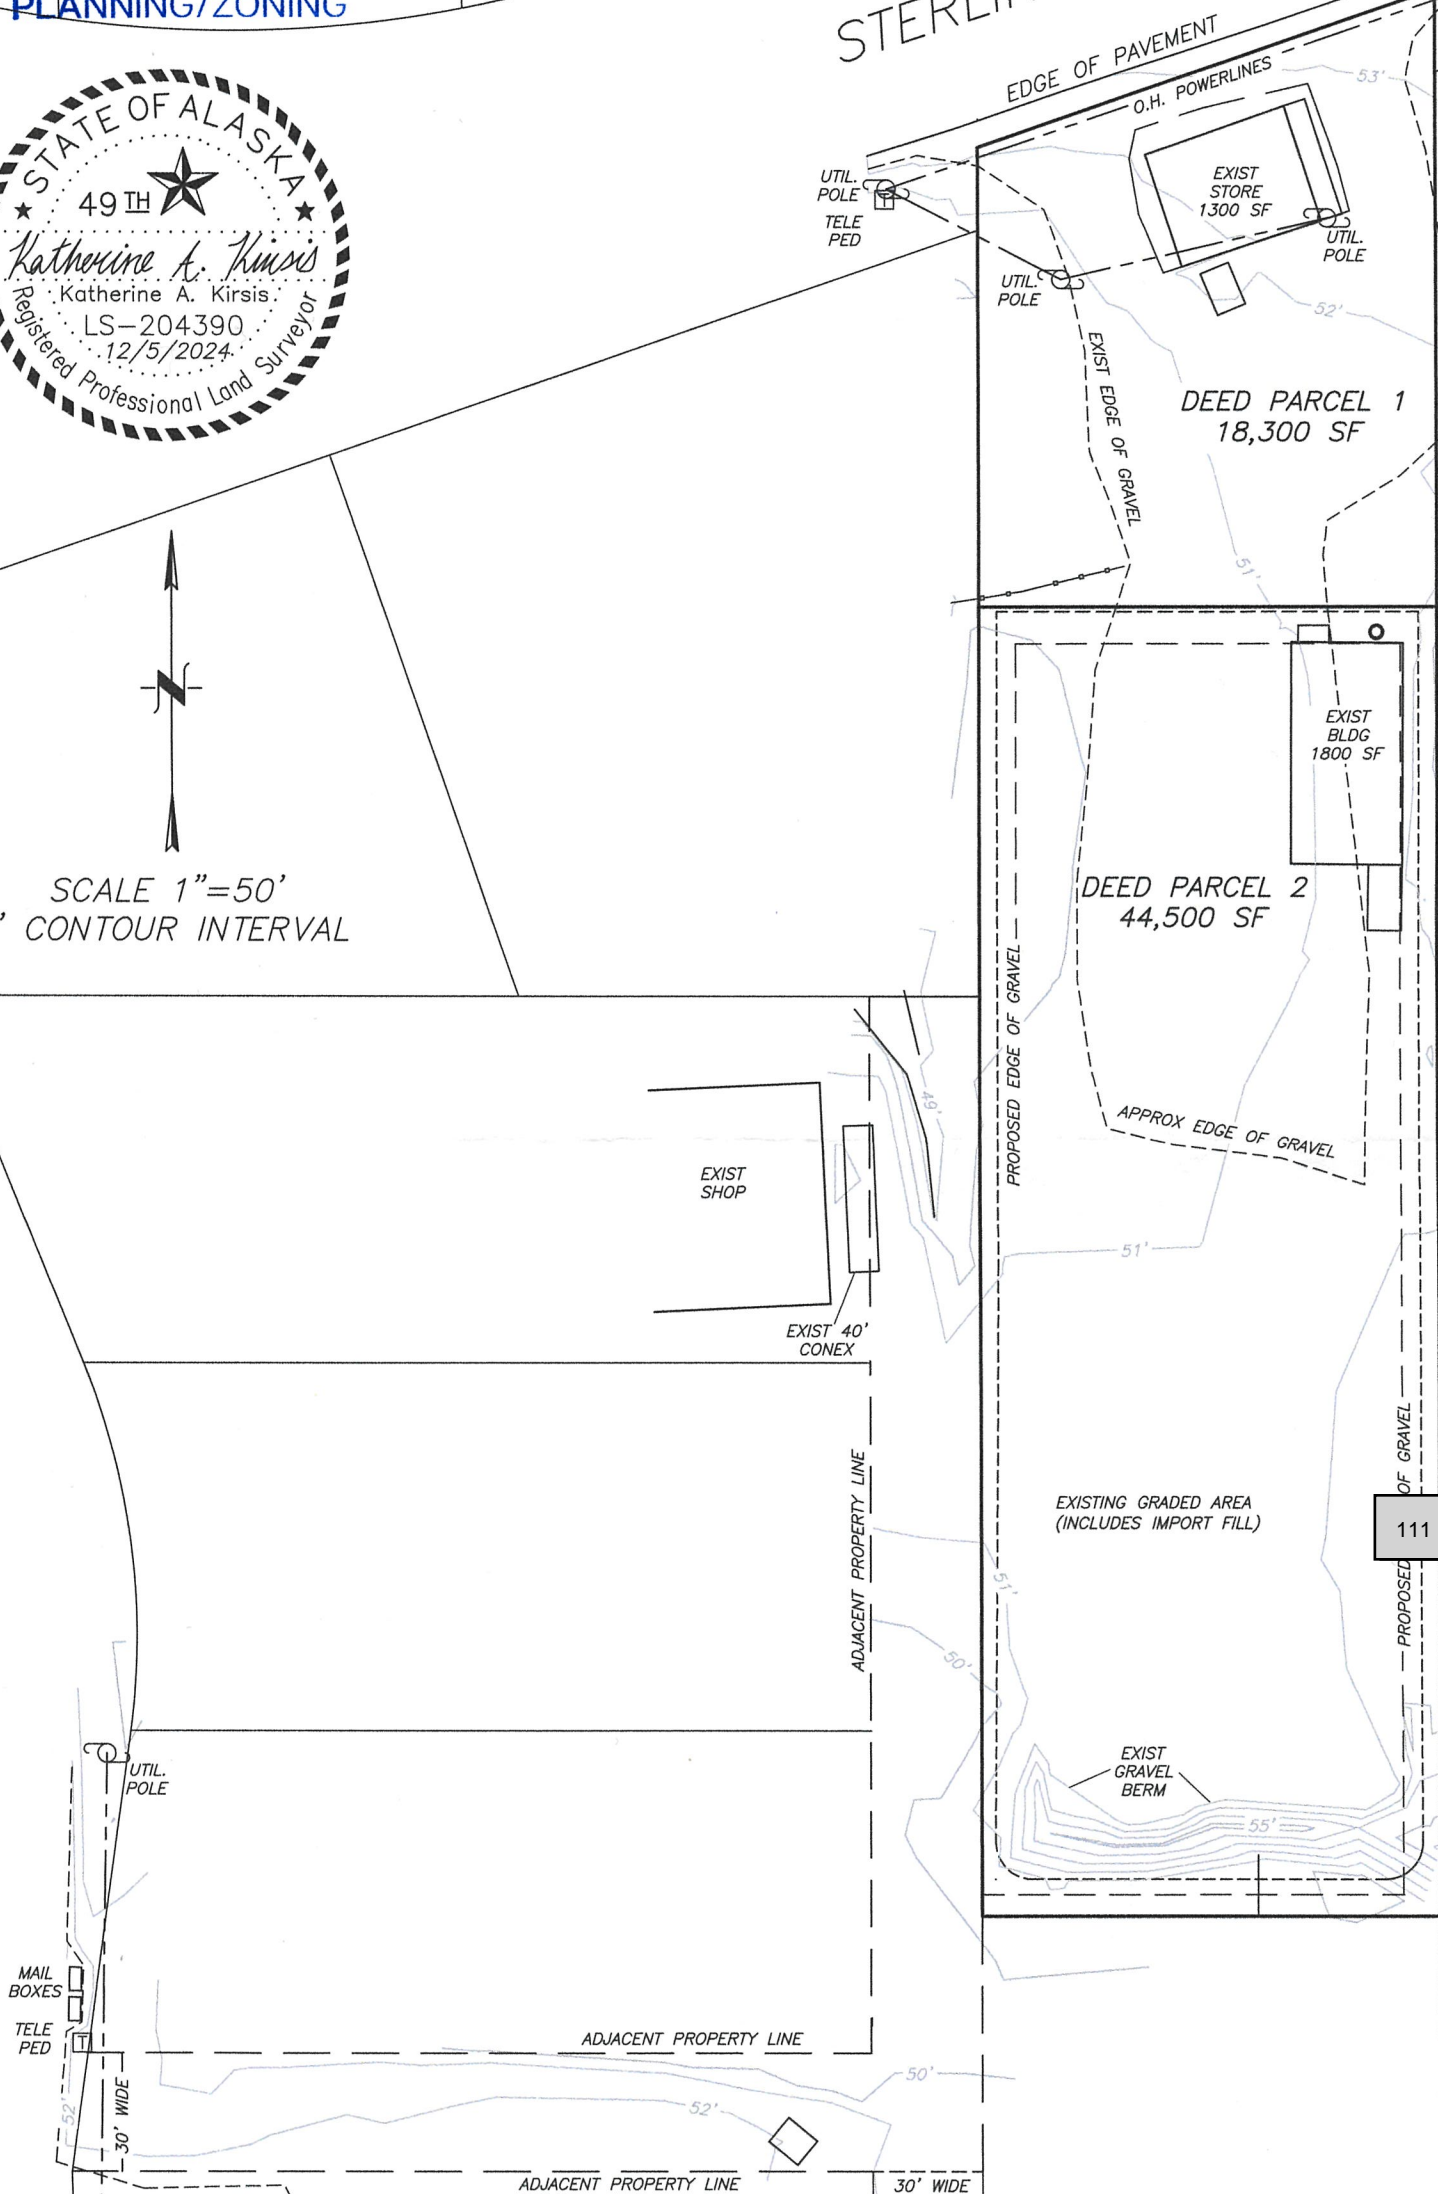 PLANNING/ZONING
EDGE OF PAVEMENT
O.H. POWERLINES
53'
STATE OF ALASKA
49 TH
Katherine A. Kirsis
Katherine A. Kirsis
LS-204390
12/5/2024
Registered Professional Land Surveyor
UTIL.
POLE
TELE
PED
T
EXIST
STORE
1300 SF
UTIL.
POLE
UTIL.
POLE
52'
EXIST EDGE OF GRAVEL
DEED PARCEL 1
18,300 SF
51'
N
SCALE 1"=50'
' CONTOUR INTERVAL
EXIST
BLDG
1800 SF
DEED PARCEL 2
44,500 SF
PROPOSED EDGE OF GRAVEL
APPROX EDGE OF GRAVEL
49'
EXIST
SHOP
EXIST 40'
CONEX
51'
ADJACENT PROPERTY LINE
EXISTING GRADED AREA
(INCLUDES IMPORT FILL)
PROPOSED OF GRAVEL
111
51'
50'
EXIST
GRAVEL
BERM
55'
UTIL.
POLE
MAIL
BOXES
TELE
PED
T
ADJACENT PROPERTY LINE
50'
52'
52'
30' WIDE
ADJACENT PROPERTY LINE
30' WIDE